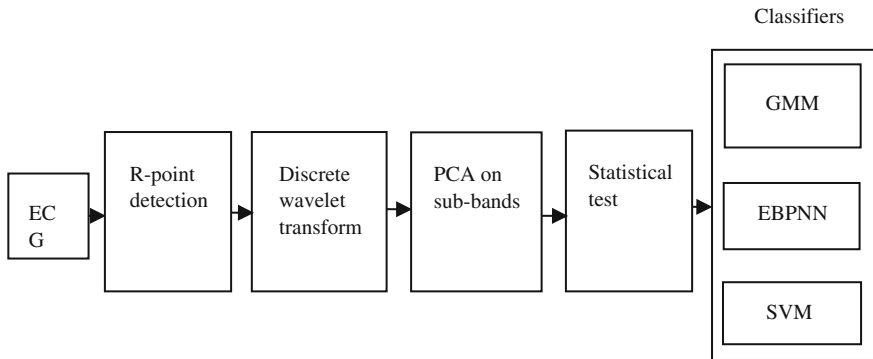 Classifiers
GMM
EC
G
R-point
detection
Discrete
wavelet
transform
PCA on
sub-bands
Statistical
test
EBPNN
SVM